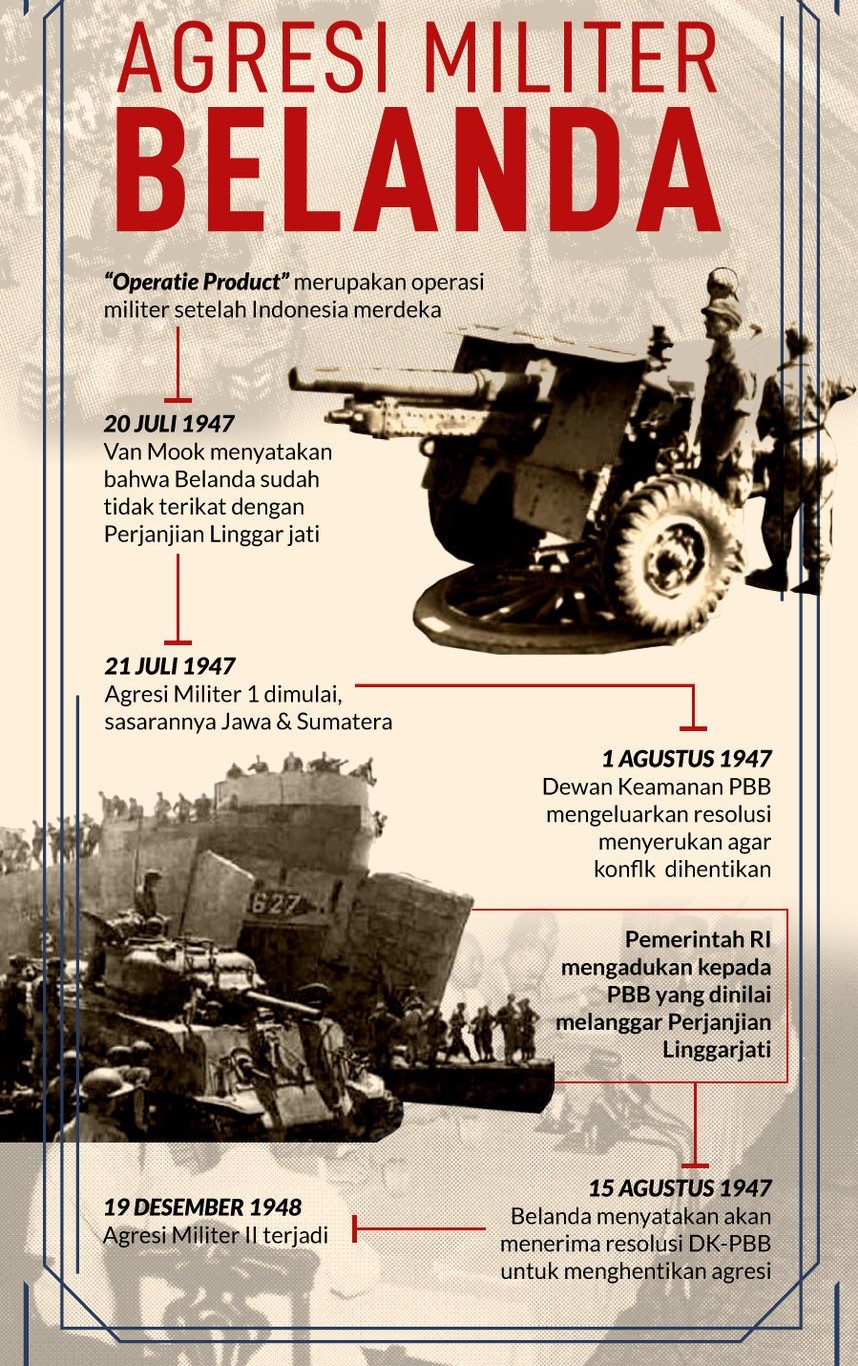 AGRESI MILITER
BELANDA
“Operatie Product” merupakan operasi
militer setelah Indonesia merdeka
20 JULI 1947
Van Mook menyatakan
bahwa Belanda sudah
tidak terikat dengan
Perjanjian Linggar jati
21 JULI 1947
Agresi Militer 1 dimulai,
sasarannya Jawa & Sumatera
1 AGUSTUS 1947
Dewan Keamanan PBB
mengeluarkan resolusi
menyerukan agar
konflk dihentikan
627
Pemerintah RI
mengadukan kepada
PBB yang dinilai
melanggar Perjanjian
Linggarjati
15 AGUSTUS 1947
Belanda menyatakan akan
menerima resolusi DK-PBB
untuk menghentikan agresi
19 DESEMBER 1948
Agresi Militer II terjadi